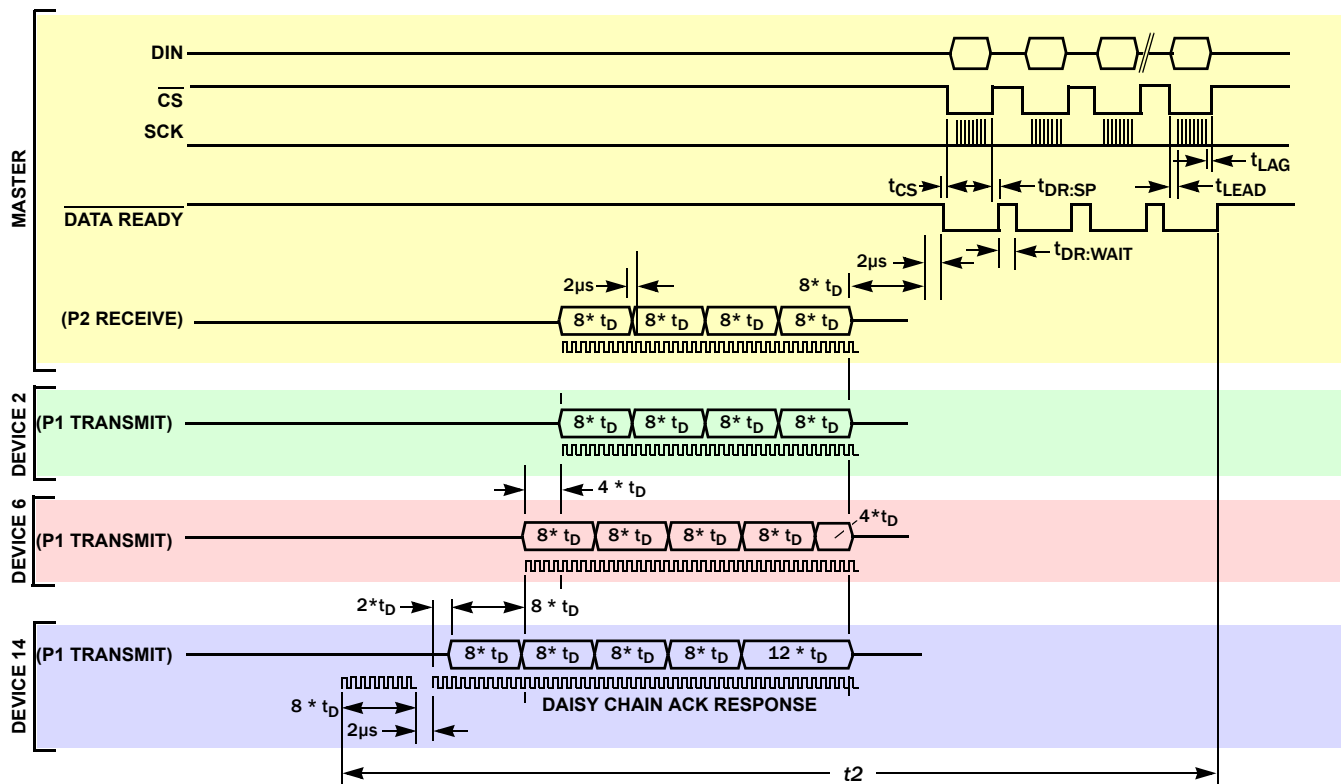 MASTER
DIN
CS
SCK
tLAG
tCS
tDR:SP
tLEAD
DATA READY
tDR:WAIT
2µs
2µs
8* tD
(P2 RECEIVE)
8* tD 8* tD 8* tD 8* tD
DEVICE 2
(P1 TRANSMIT)
8* tD 8* tD 8* tD 8* tD
4 * tD
DEVICE 6
(P1 TRANSMIT)
8* tD 8* tD 8* tD 8* tD
4*tD
2*tD
8 * tD
DEVICE 14
(P1 TRANSMIT)
8* tD 8* tD 8* tD 8* tD 12 * tD
8 * tD
DAISY CHAIN ACK RESPONSE
2µs
t2